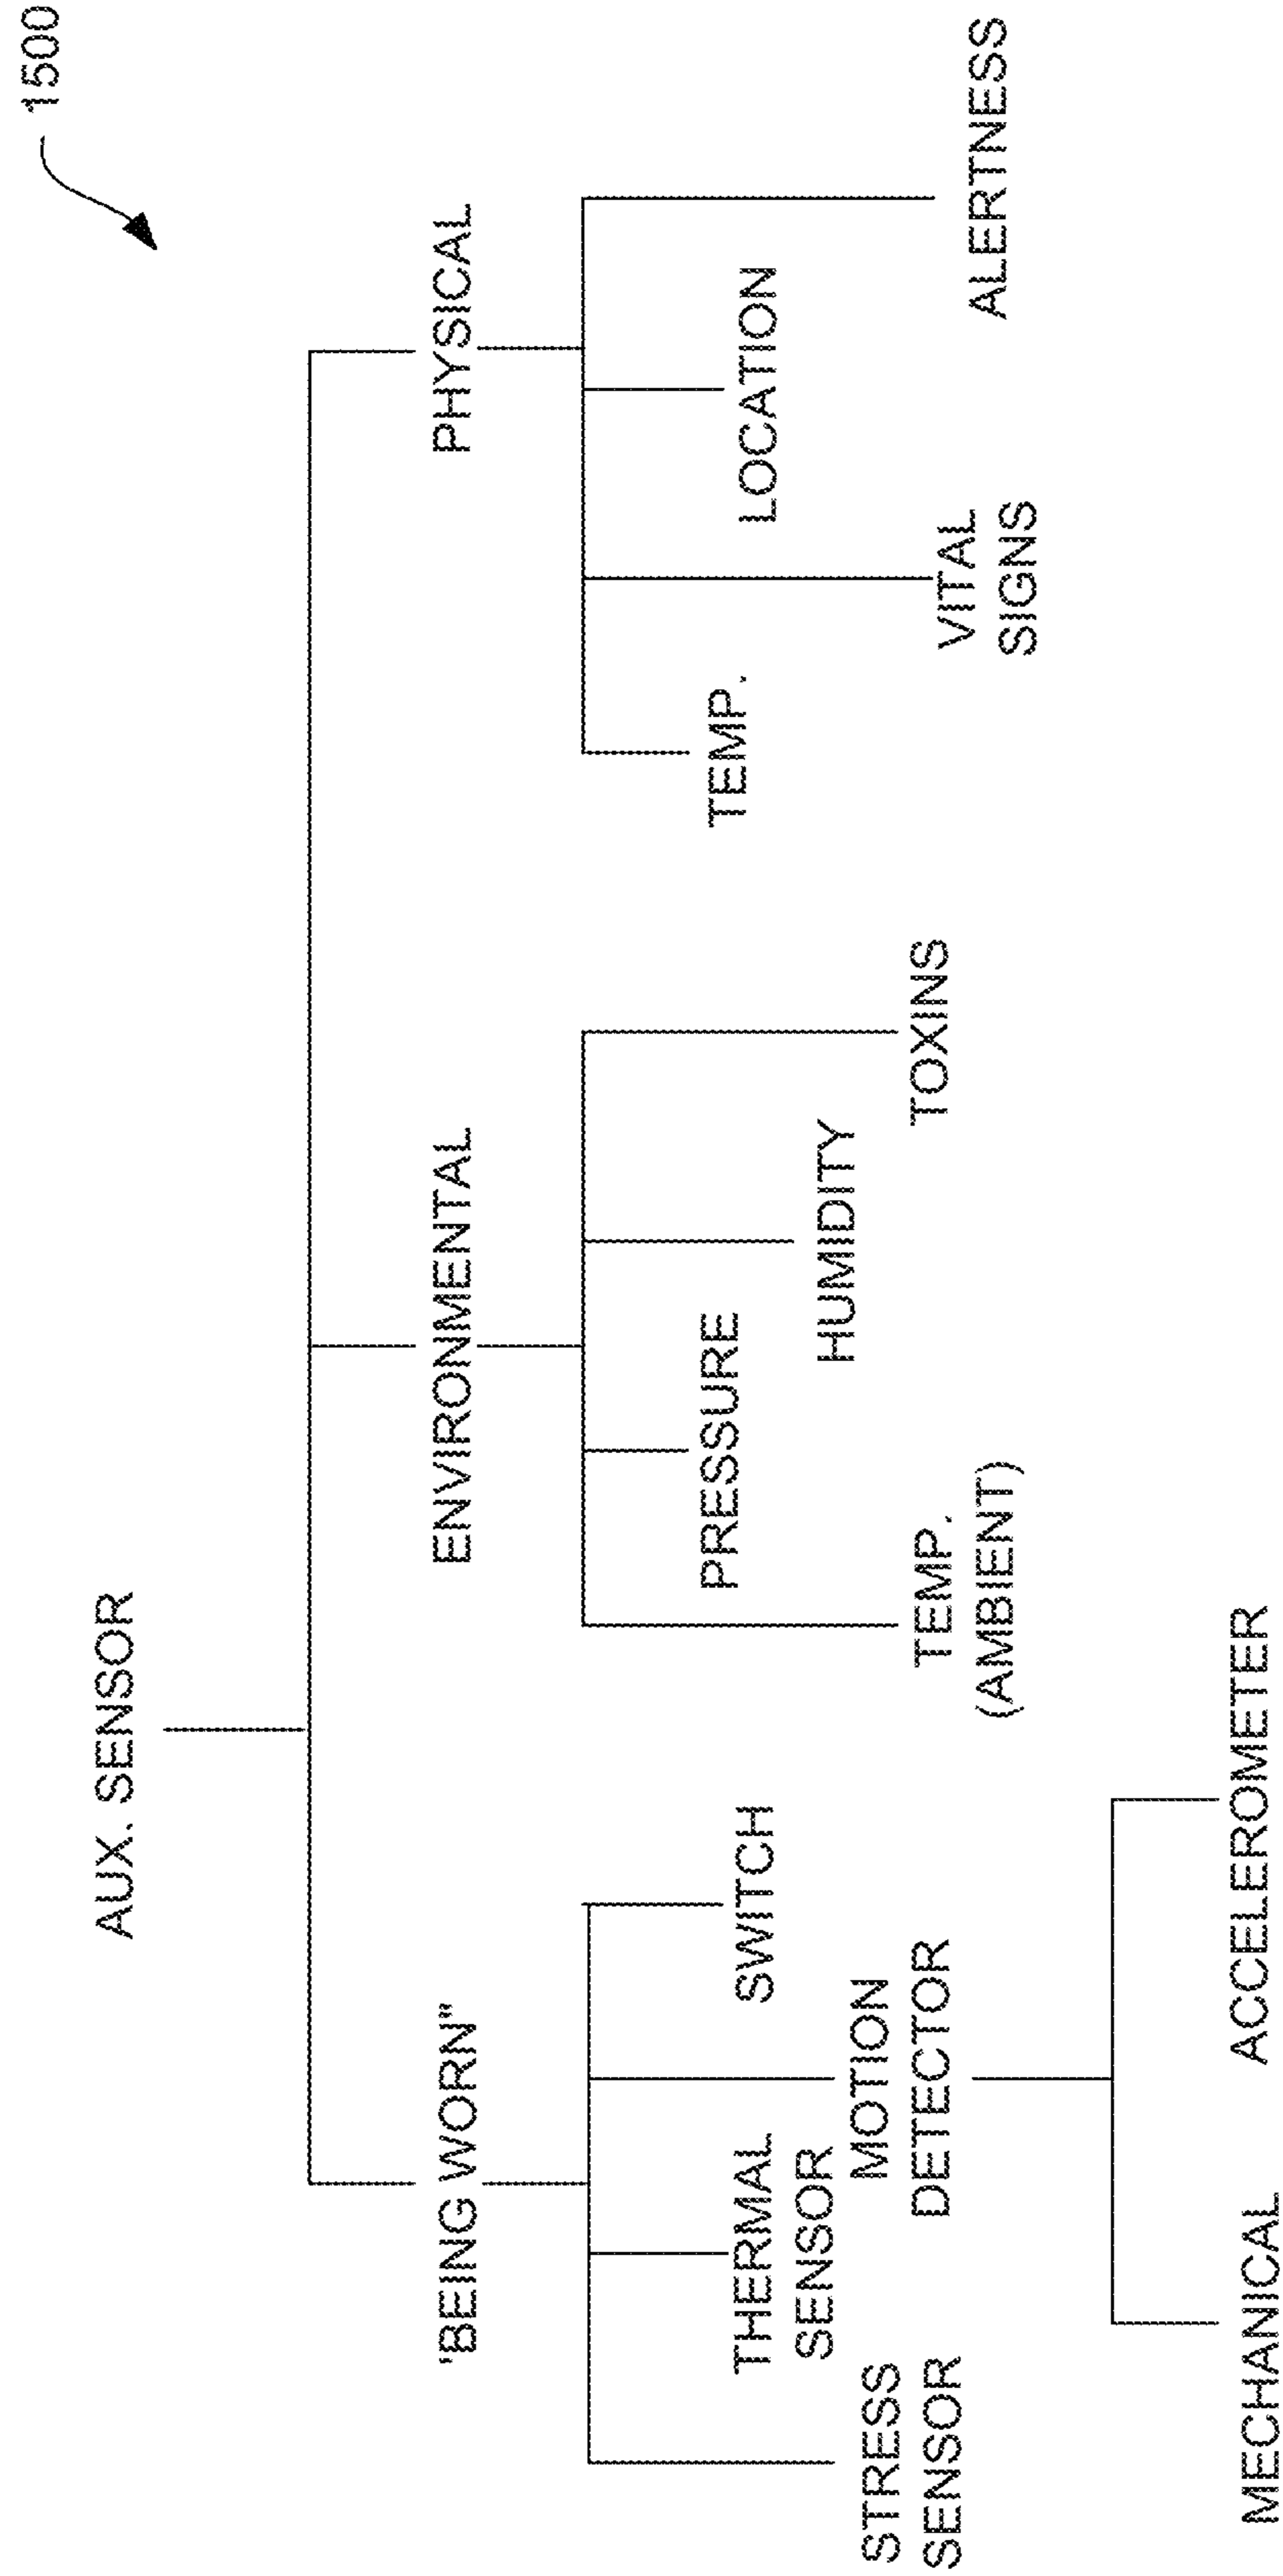 1500
AUX. SENSOR
'BEING WORN"
ENVIRONMENTAL
PHYSICAL
STRESS
SENSOR
THERMAL
SENSOR
MOTION
DETECTOR
SWITCH
TEMP.
(AMBIENT)
PRESSURE
HUMIDITY
TOXINS
TEMP.
VITAL
SIGNS
LOCATION
ALERTNESS
MECHANICAL
ACCELEROMETER